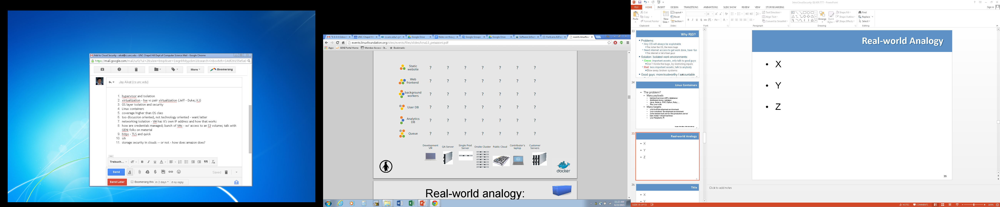 Add to Cloud Security - aikat@cs.unc.edu - UNC Chapel Hill Dept of Computer Science Mail - Google Chrome
https://mail.google.com/mail/u/0/?ui=2&view=btop&ver=1wgnhh8yycbm1&search=inbox&th=14df28155e5a0
More
Boomerang
Jay Aikat (cs.unc.edu)
1. hypervisor and isolation
2. virtualization - hw vs pair virtualization (Jeff - Duke; KJ)
3. OS layer isolation and security
4. Linux containers
5. coverage higher than OS class
6. too discussion oriented, not technology oriented - want latter
7. networking isolation - VM has it's own IP address and how that works
8. how are credentials managed; bunch of VMs - w/ access to an S3 volume; talk with
GENI folks on material
9. https - TLS and quick
10. ssh
11. storage security in clouds -- or not - how does amazon does?
Trebuch...
Send
Saved
Send Later
Boomerang this in 2 days if no reply
UNC Chapel Hil
cs.unc.edu/~jef
Google Drive
Notes on though
Google Groups
Google Drive
Software Infrast
FastLane.A1Fo
events.linuxfou
events.linuxfoundation.org/sites/events/files/slides/lcna13_petazzoni.pdf
Apps GENI Portal Home Member Access - St... Bookmarks
Static
website ? ? ? ? ? ? ?
Web
frontend ? ? ? ? ? ? ?
background
workers ? ? ? ? ? ? ?
User DB ? ? ? ? ? ? ?
Analytics
DB ? ? ? ? ? ? ?
Queue ? ? ? ? ? ? ?
Development
VM
QA Server
Single Prod
Server
Onsite Cluster
Public Cloud
Contributor's
laptop
Customer
Servers
docker
Real-world analogy:
11:22 AM
6/23/2015
IntroCloudSecurity-SILVER.TTT - PowerPoint
FILE HOME INSERT DESIGN TRANSITIONS ANIMATIONS SLIDE SHOW REVIEW VIEW STORYBOARDING
Sign in
Paste
Cut
Copy
Format Painter
Clipboard
New
Slide
Layout
Reset
Section
Slides
Font
Text Direction
Align Text
Convert to SmartArt
Paragraph
Arrange
Quick
Styles
Shape Fill
Shape Outline
Shape Effects
Drawing
Find
Replace
Select
Editing
33
Why R|G?
Problems:
Any OS will always be exploitable
The richer the OS, the more bugs
Need internet access to get work done, have fun
The internet is full of bad guys
Solution: Isolated work environments:
Green: important assets, only talk to good guys
Don't tickle the bugs, by restricting inputs
Red: less important assets, talk to anybody
Blow away broken systems
Good guys: more trustworthy / accountable
34
Linux Containers
The problem?
Many payloads
backend services (API), databases
distributed stores, webapps
Java, Node.js, PHP, Python, Ruby, ...
Plus your code
Many targets
your local development environment
your coworkers' development environment
some random test server / the production server
bare metal / virtual machines
your Raspberry Pi
35
Real-world Analogy
X
Y
Z
36
Title
X
Y
Real-world Analogy
X
Y
Z
35
Click to add notes
SLIDE 35 OF 53
NOTES COMMENTS
109%